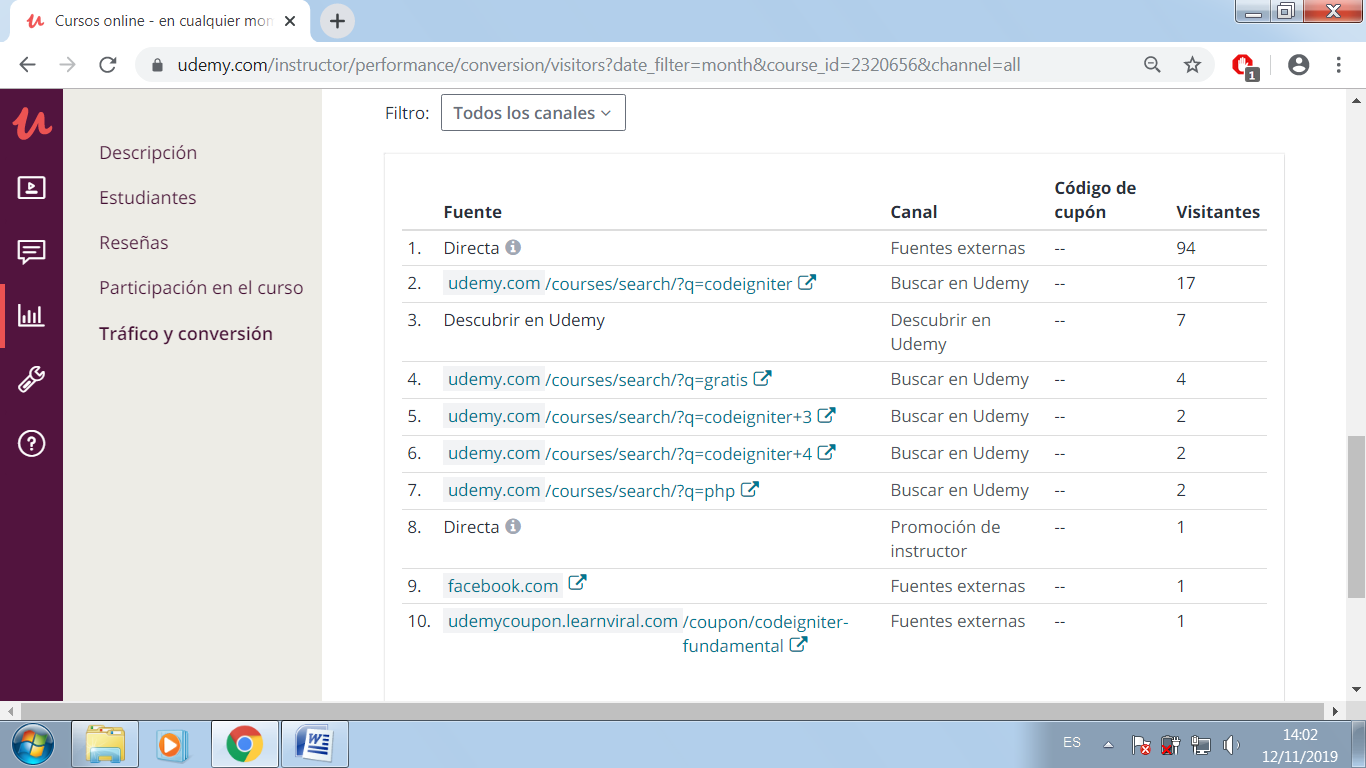 Cursos online - en cualquier mon
udemy.com/instructor/performance/conversion/visitors?date_filter=month&course_id=2320656&channel=all
1
Filtro: Todos los canales
Descripción
Estudiantes
Reseñas
Participación en el curso
Tráfico y conversión
Fuente Canal Código de cupón Visitantes
1. Directa Fuentes externas -- 94
2. udemy.com /courses/search/?q=codeigniter Buscar en Udemy -- 17
3. Descubrir en Udemy Descubrir en Udemy -- 7
4. udemy.com /courses/search/?q=gratis Buscar en Udemy -- 4
5. udemy.com /courses/search/?q=codeigniter+3 Buscar en Udemy -- 2
6. udemy.com /courses/search/?q=codeigniter+4 Buscar en Udemy -- 2
7. udemy.com /courses/search/?q=php Buscar en Udemy -- 2
8. Directa Promoción de instructor -- 1
9. facebook.com Fuentes externas -- 1
10. udemycoupon.learnviral.com /coupon/codeigniter-fundamental Fuentes externas -- 1
ES
14:02
12/11/2019